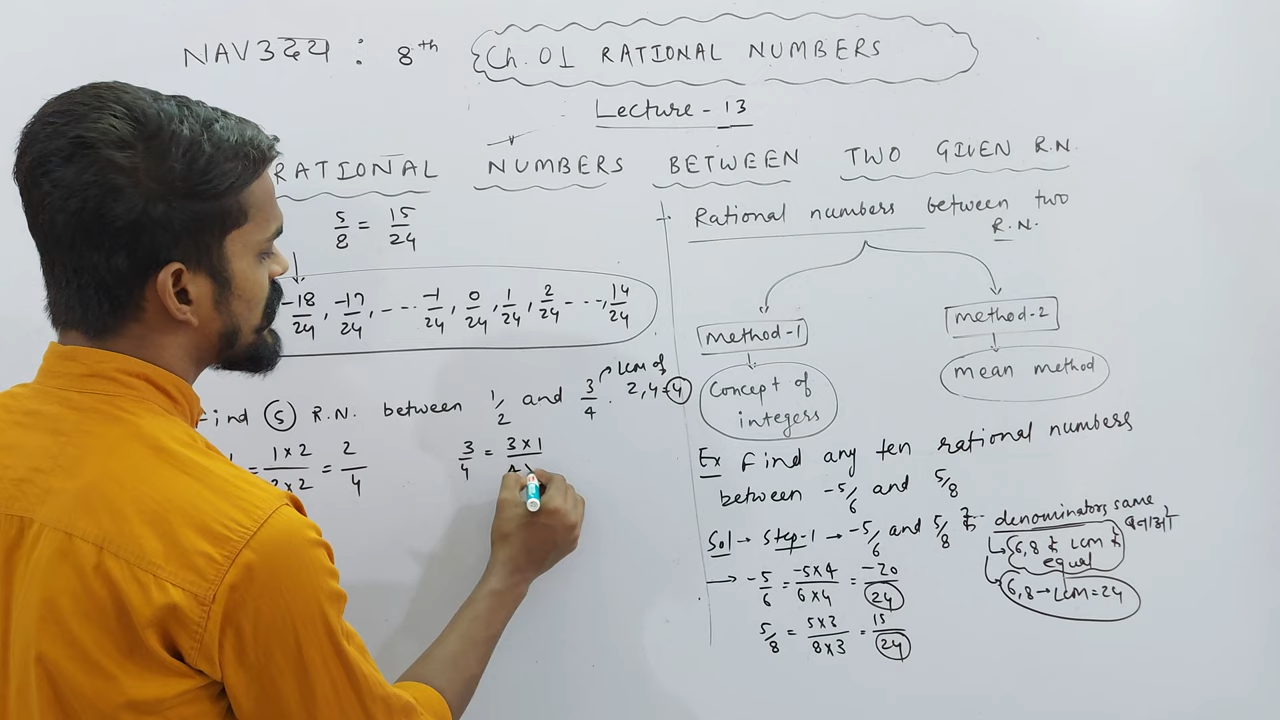 NAVઉદય : 8th Ch. 01 RATIONAL NUMBERS
Lecture - 13
RATIONAL NUMBERS BETWEEN TWO GIVEN R.N.
5/8 = 15/24
-18/24, -17/24, --- -1/24, 0/24, 1/24, 2/24 ---, 14/24
Find 5 R.N. between 1/2 and 3/4.
LCM of
2,4=4
= 1×2/2×2 = 2/4
3/4 = 3×1/4
Rational numbers between two
R.N.
method-1
Concept of
integers
method-2
mean method
Ex Find any ten rational numbers
between -5/6 and 5/8
Sol → Step-1 → -5/6 and 5/8
denominators same
6,8 LCM
equal
6,8→LCM=24
→ -5/6 = -5×4/6×4 = -20/24
5/8 = 5×3/8×3 = 15/24